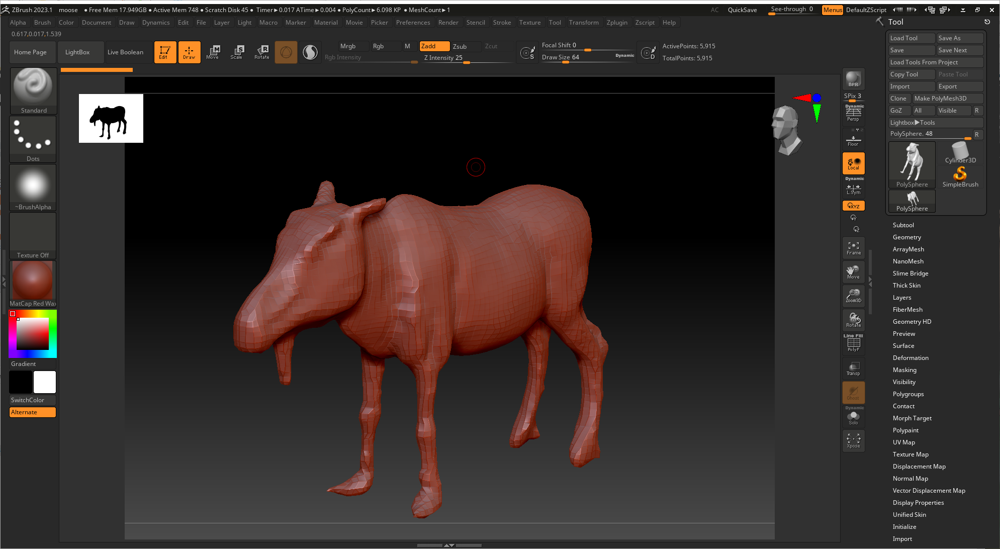 ZBrush 2023.1 moose ● Free Mem 17.949GB ● Active Mem 748 ● Scratch Disk 45 ● Timer►0.017 ATime►0.004 ● PolyCount►6.098 KP ● MeshCount►1 AC QuickSave See-through 0 Menus DefaultZScript
Alpha Brush Color Document Draw Dynamics Edit File Layer Light Macro Marker Material Movie Picker Preferences Render Stencil Stroke Texture Tool Transform Zplugin Zscript Help
0.617,0.017,1.539
Home Page LightBox Live Boolean
Edit Draw Move Scale Rotate
M S R
Mrgb Rgb M Zadd Zsub Zcut
Rgb Intensity Z Intensity 25
S
Focal Shift 0
Draw Size 64 Dynamic
D
ActivePoints: 5,915
TotalPoints: 5,915
Standard
Dots
~BrushAlpha
Texture Off
MatCap Red Wax
Gradient
SwitchColor
Alternate
BPR
SPix 3
Dynamic
Persp
Floor
Local
Dynamic
L.Sym
XYZ
Y
Z
Frame
Move
Zoom3D
Rotate
Line Fill
PolyF
Transp
Ghost
Dynamic
Solo
Xpose
Tool
Load Tool Save As
Save Save Next
Load Tools From Project
Copy Tool Paste Tool
Import Export
Clone Make PolyMesh3D
GoZ All Visible R
Lightbox►Tools
PolySphere. 48 R
PolySphere
Cylinder3D
SimpleBrush
PolySphere
Subtool
Geometry
ArrayMesh
NanoMesh
Slime Bridge
Thick Skin
Layers
FiberMesh
Geometry HD
Preview
Surface
Deformation
Masking
Visibility
Polygroups
Contact
Morph Target
Polypaint
UV Map
Texture Map
Displacement Map
Normal Map
Vector Displacement Map
Display Properties
Unified Skin
Initialize
Import